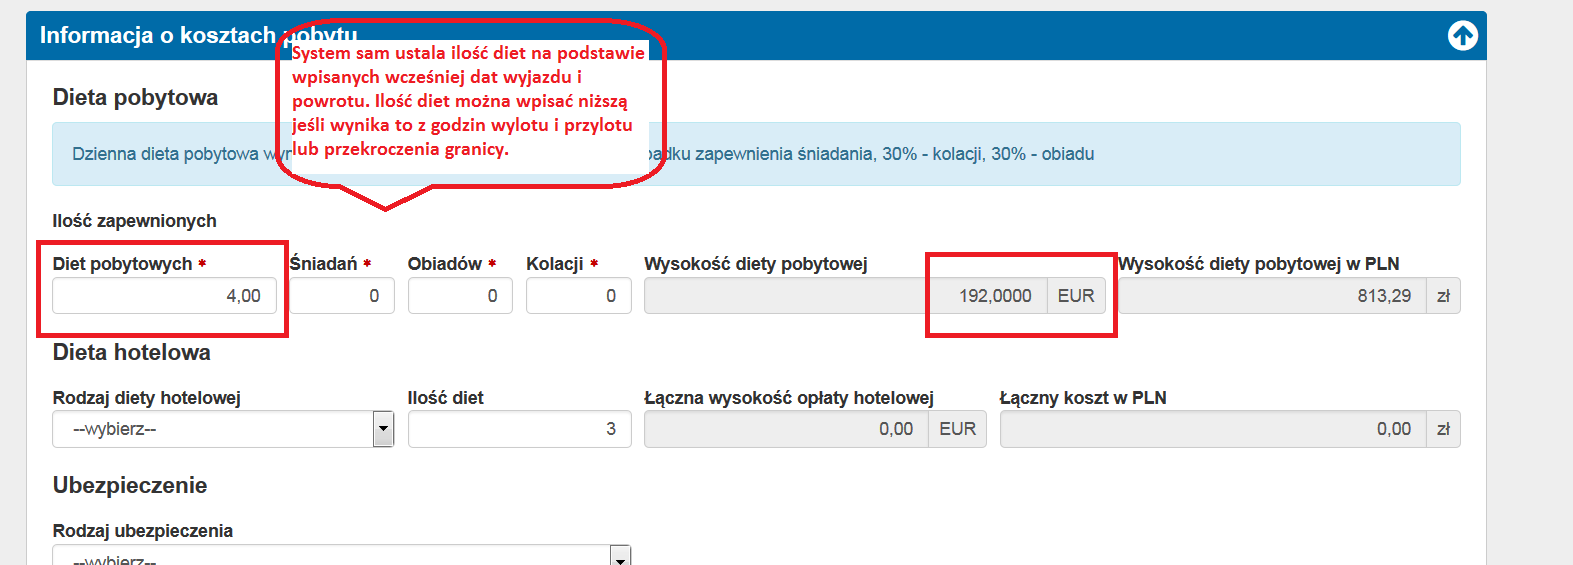 Informacja o kosztach pobytu
System sam ustala ilość diet na podstawie
wpisanych wcześniej dat wyjazdu i
powrotu. Ilość diet można wpisać niższą
jeśli wynika to z godzin wylotu i przylotu
lub przekroczenia granicy.
Dieta pobytowa
Dzienna dieta pobytowa zapewnienia śniadania, 30% - kolacji, 30% - obiadu
Ilość zapewnionych
Diet pobytowych * Śniadań * Obiadów * Kolacji * Wysokość diety pobytowej Wysokość diety pobytowej w PLN
4,00 0 0 0 192,0000 EUR 813,29 zł
Dieta hotelowa
Rodzaj diety hotelowej Ilość diet Łączna wysokość opłaty hotelowej Łączny koszt w PLN
--wybierz-- 3 0,00 EUR 0,00 zł
Ubezpieczenie
Rodzaj ubezpieczenia
--wybierz--